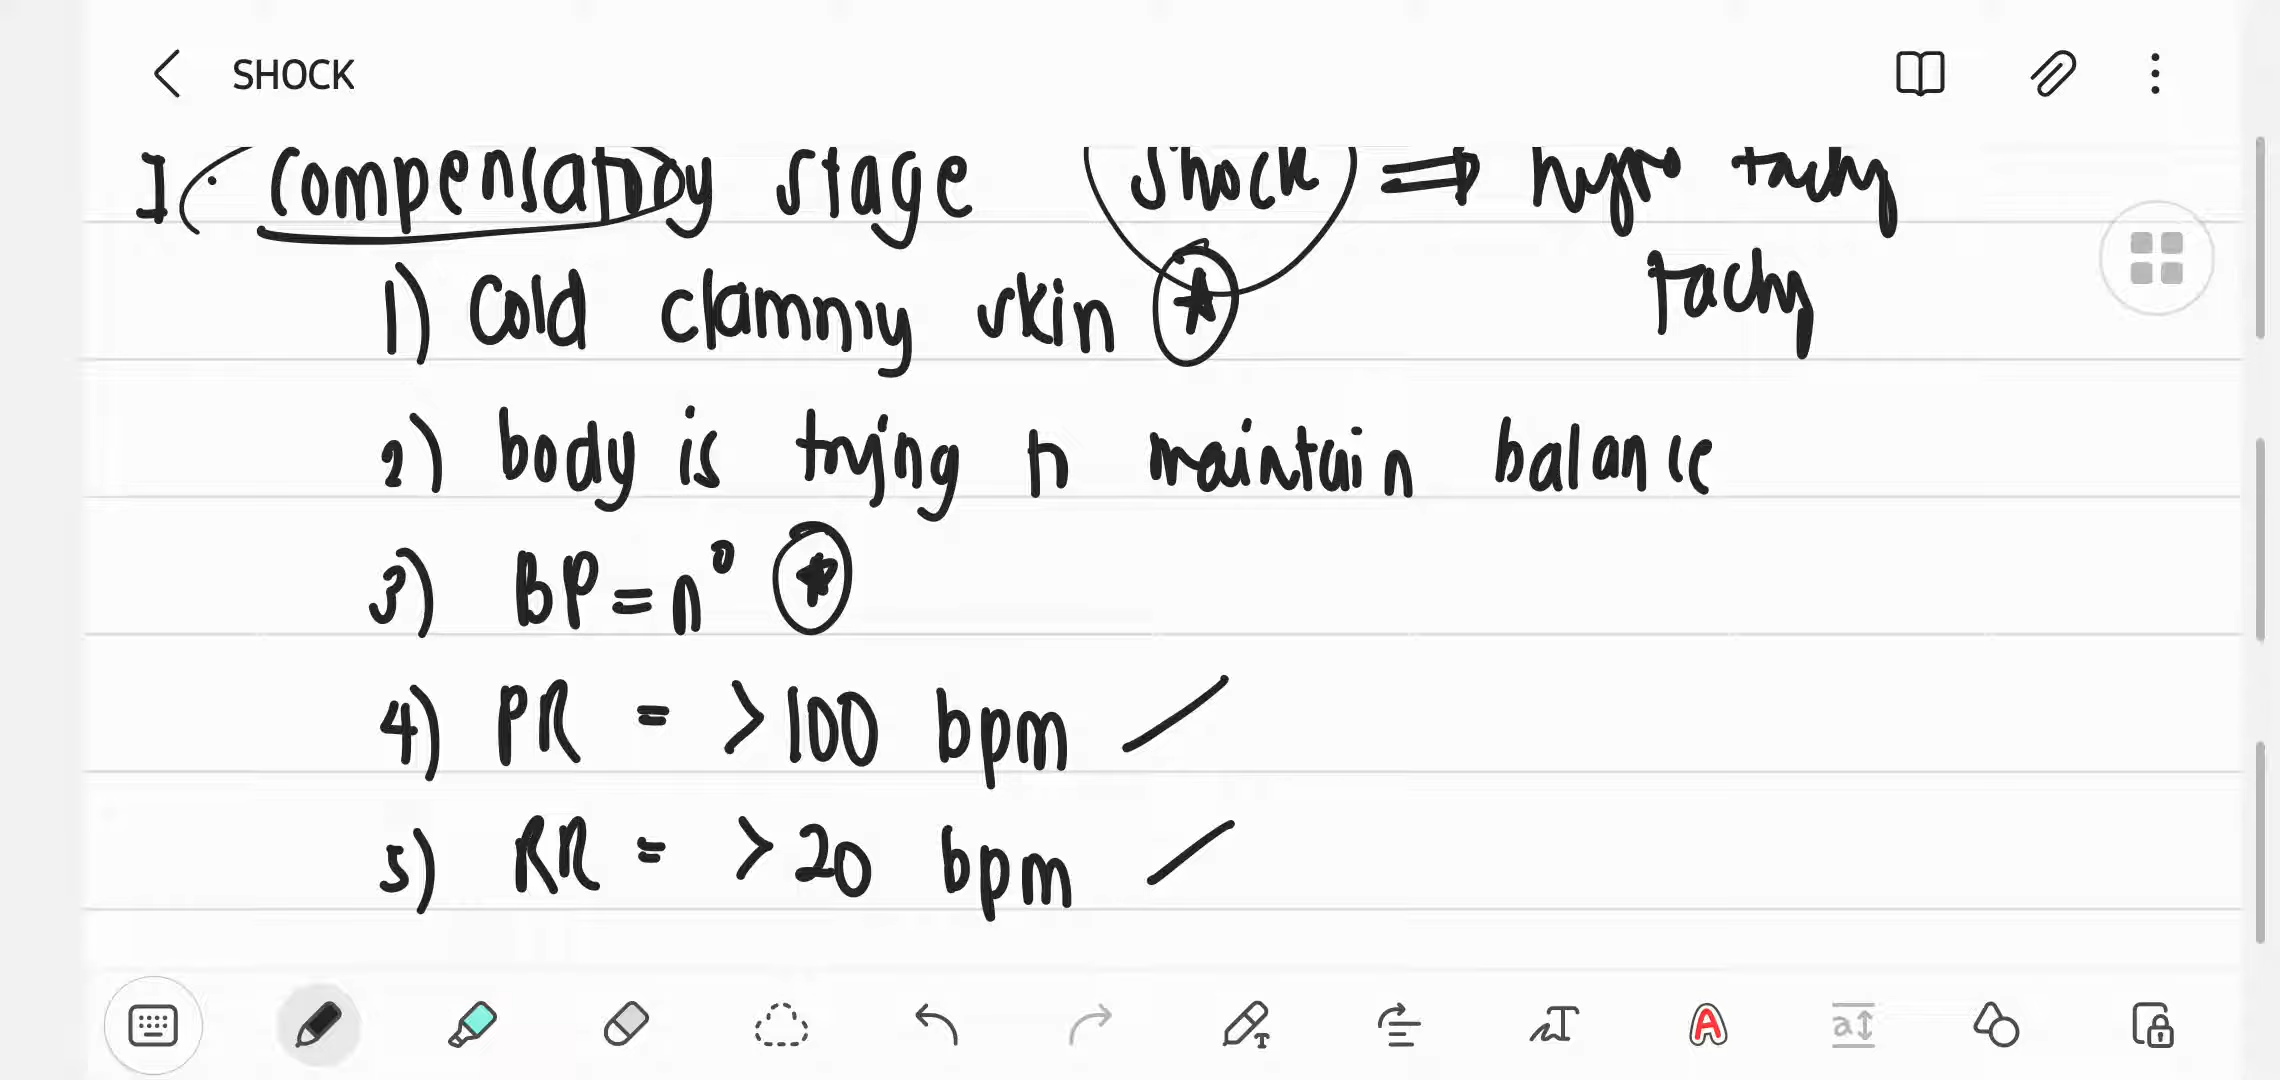 SHOCK
I. Compensatory stage shock ⇒ hypo tachy
tachy
1) Cold clammy skin
2) body is trying to maintain balance
3) BP = n°
4) PR = >100 bpm
5) RR = >20 bpm